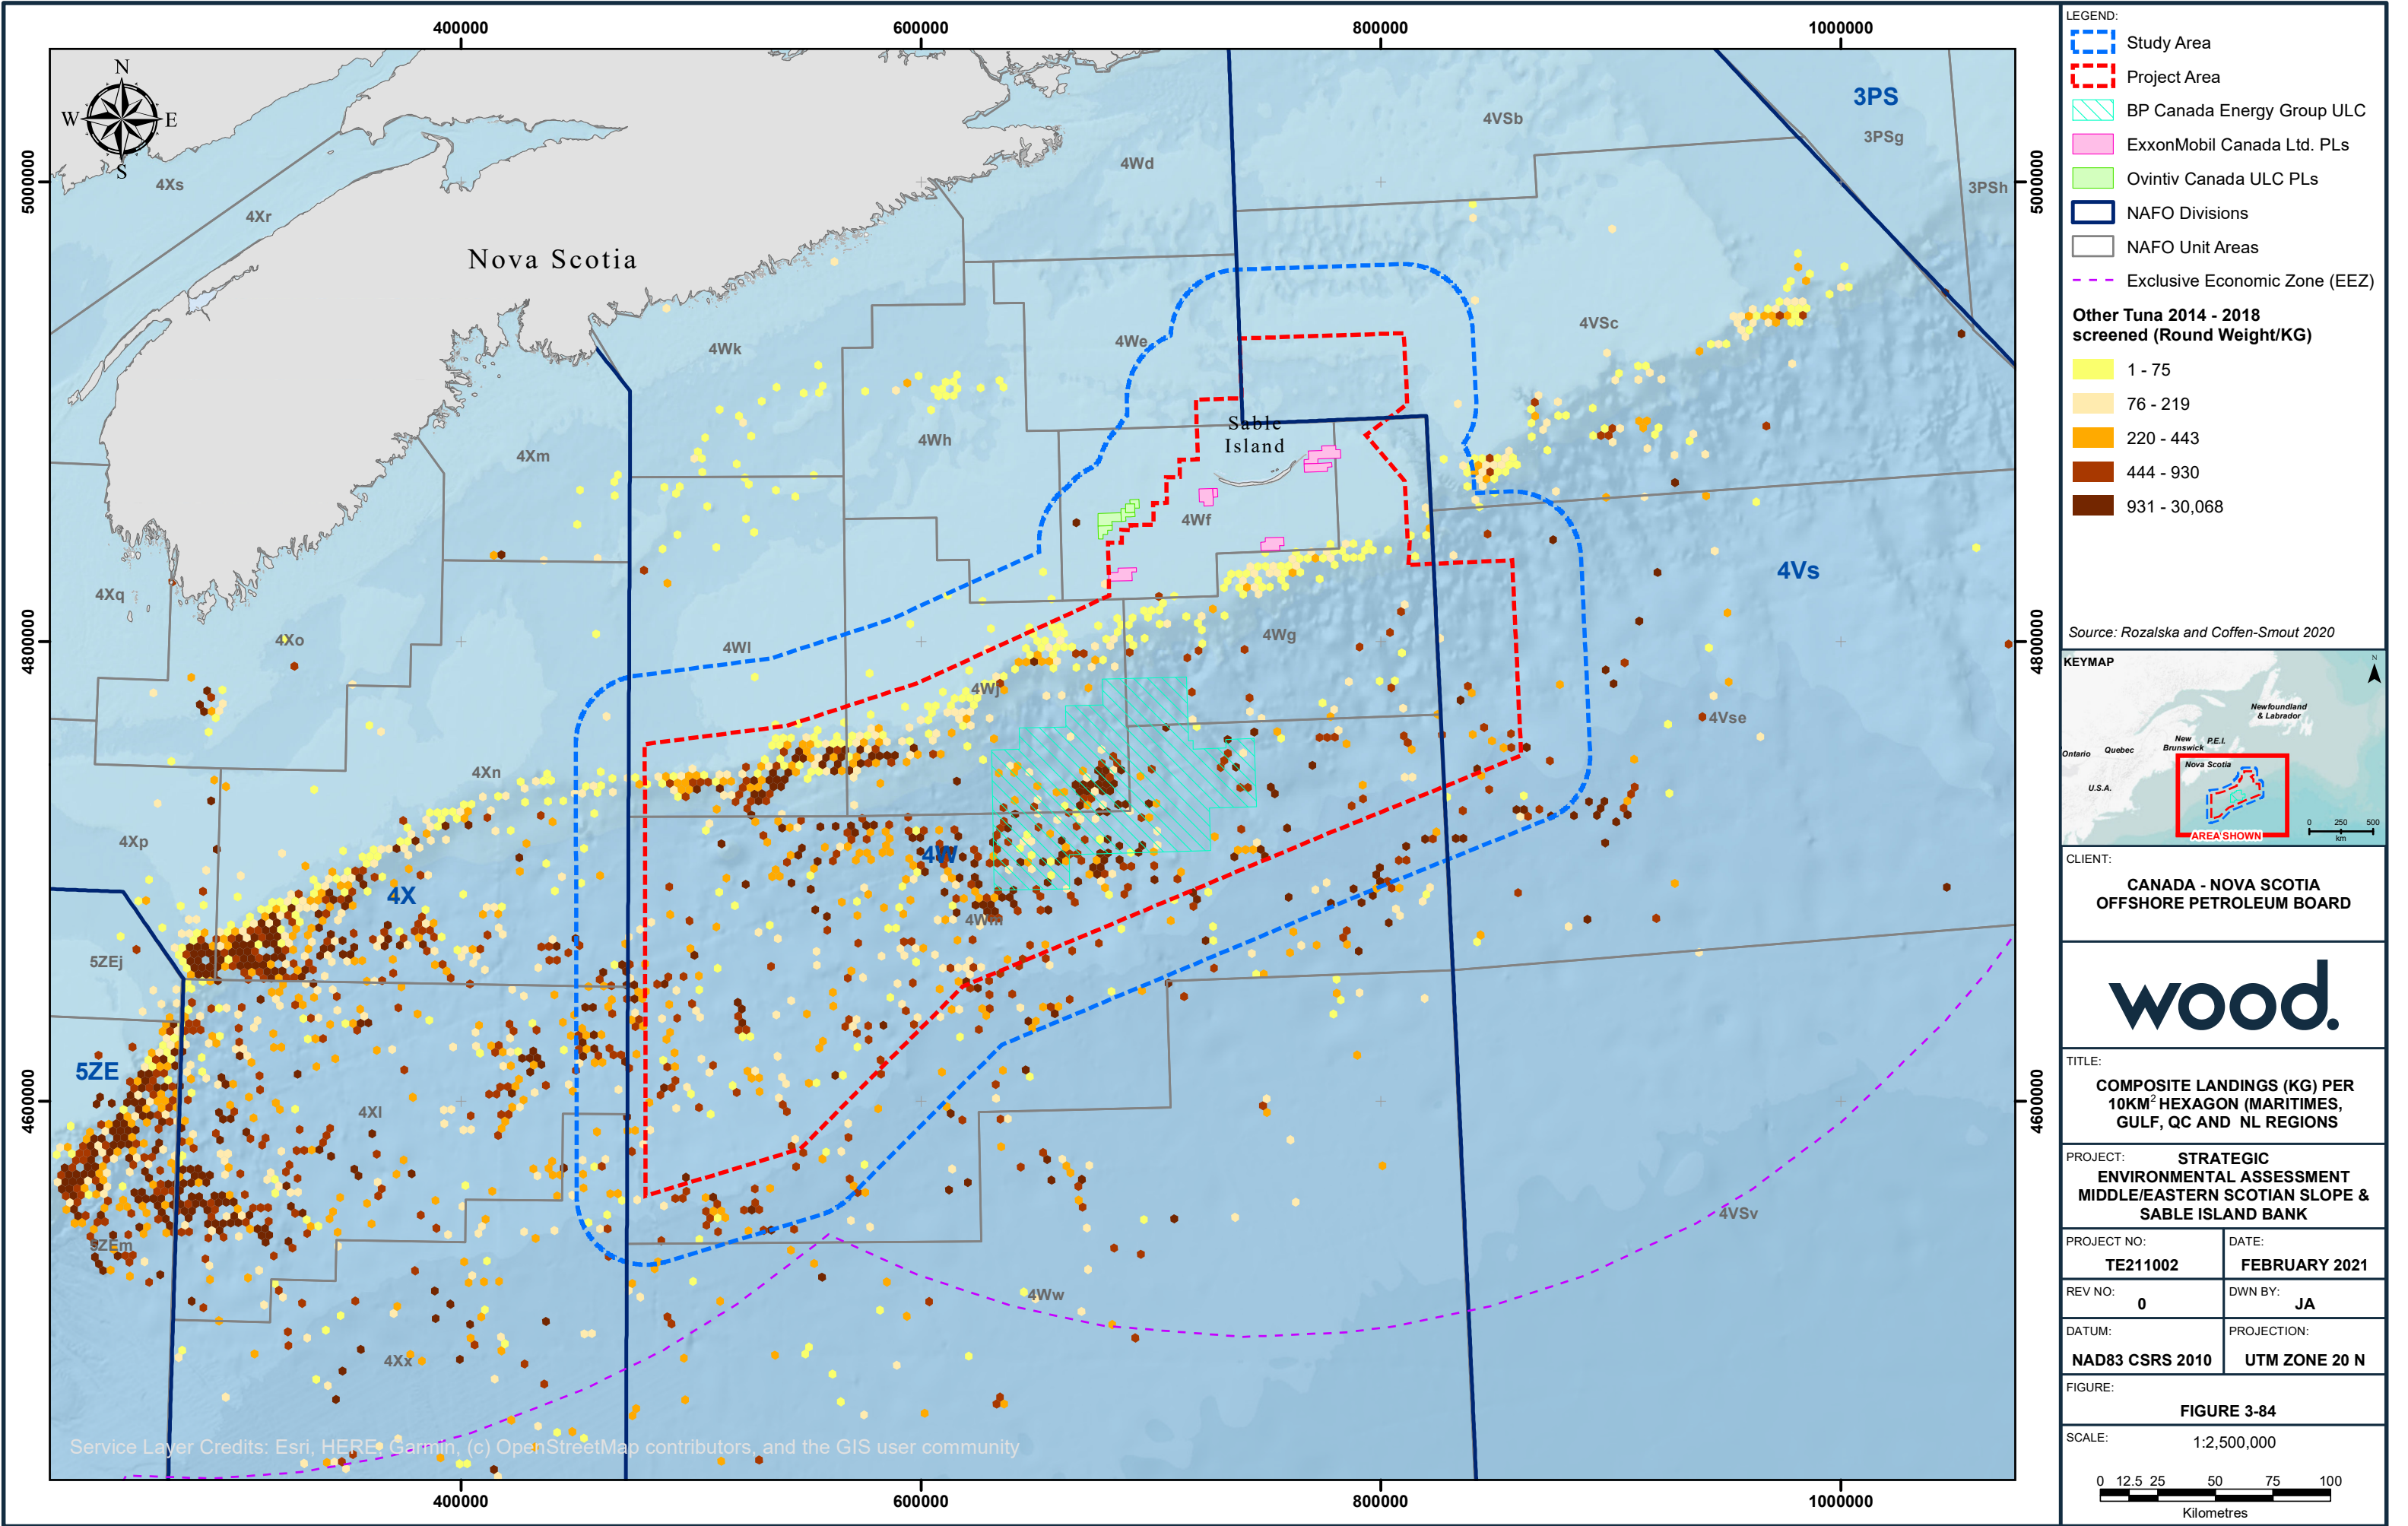 400000
600000
800000
1000000
5000000
4800000
4600000
5000000
4800000
4600000
400000
600000
800000
1000000
N
W
E
S
Nova Scotia
Sable
Island
4Xs
4Xr
4Wd
4VSb
3PS
3PSg
3PSh
4Wk
4We
4VSc
4Xm
4Wh
4Wf
4Xq
4Xo
4Wl
4Wg
4Vs
4Wj
4Vse
4Xn
4Xp
4W
4X
4Wm
5ZEj
5ZE
4Xl
4VSv
5ZEm
4Ww
4Xx
Service Layer Credits: Esri, HERE, Garmin, (c) OpenStreetMap contributors, and the GIS user community
LEGEND:
Study Area
Project Area
BP Canada Energy Group ULC
ExxonMobil Canada Ltd. PLs
Ovintiv Canada ULC PLs
NAFO Divisions
NAFO Unit Areas
Exclusive Economic Zone (EEZ)
Other Tuna 2014 - 2018
screened (Round Weight/KG)
1 - 75
76 - 219
220 - 443
444 - 930
931 - 30,068
Source: Rozalska and Coffen-Smout 2020
KEYMAP
N
Newfoundland
& Labrador
New
Brunswick
P.E.I.
Ontario
Quebec
Nova Scotia
U.S.A.
AREA SHOWN
0 250 500
km
CLIENT:
CANADA - NOVA SCOTIA
OFFSHORE PETROLEUM BOARD
wood.
TITLE:
COMPOSITE LANDINGS (KG) PER
10KM2 HEXAGON (MARITIMES,
GULF, QC AND NL REGIONS
PROJECT:
STRATEGIC
ENVIRONMENTAL ASSESSMENT
MIDDLE/EASTERN SCOTIAN SLOPE &
SABLE ISLAND BANK
PROJECT NO:
TE211002
DATE:
FEBRUARY 2021
REV NO:
0
DWN BY:
JA
DATUM:
NAD83 CSRS 2010
PROJECTION:
UTM ZONE 20 N
FIGURE:
FIGURE 3-84
SCALE:
1:2,500,000
0 12.5 25 50 75 100
Kilometres